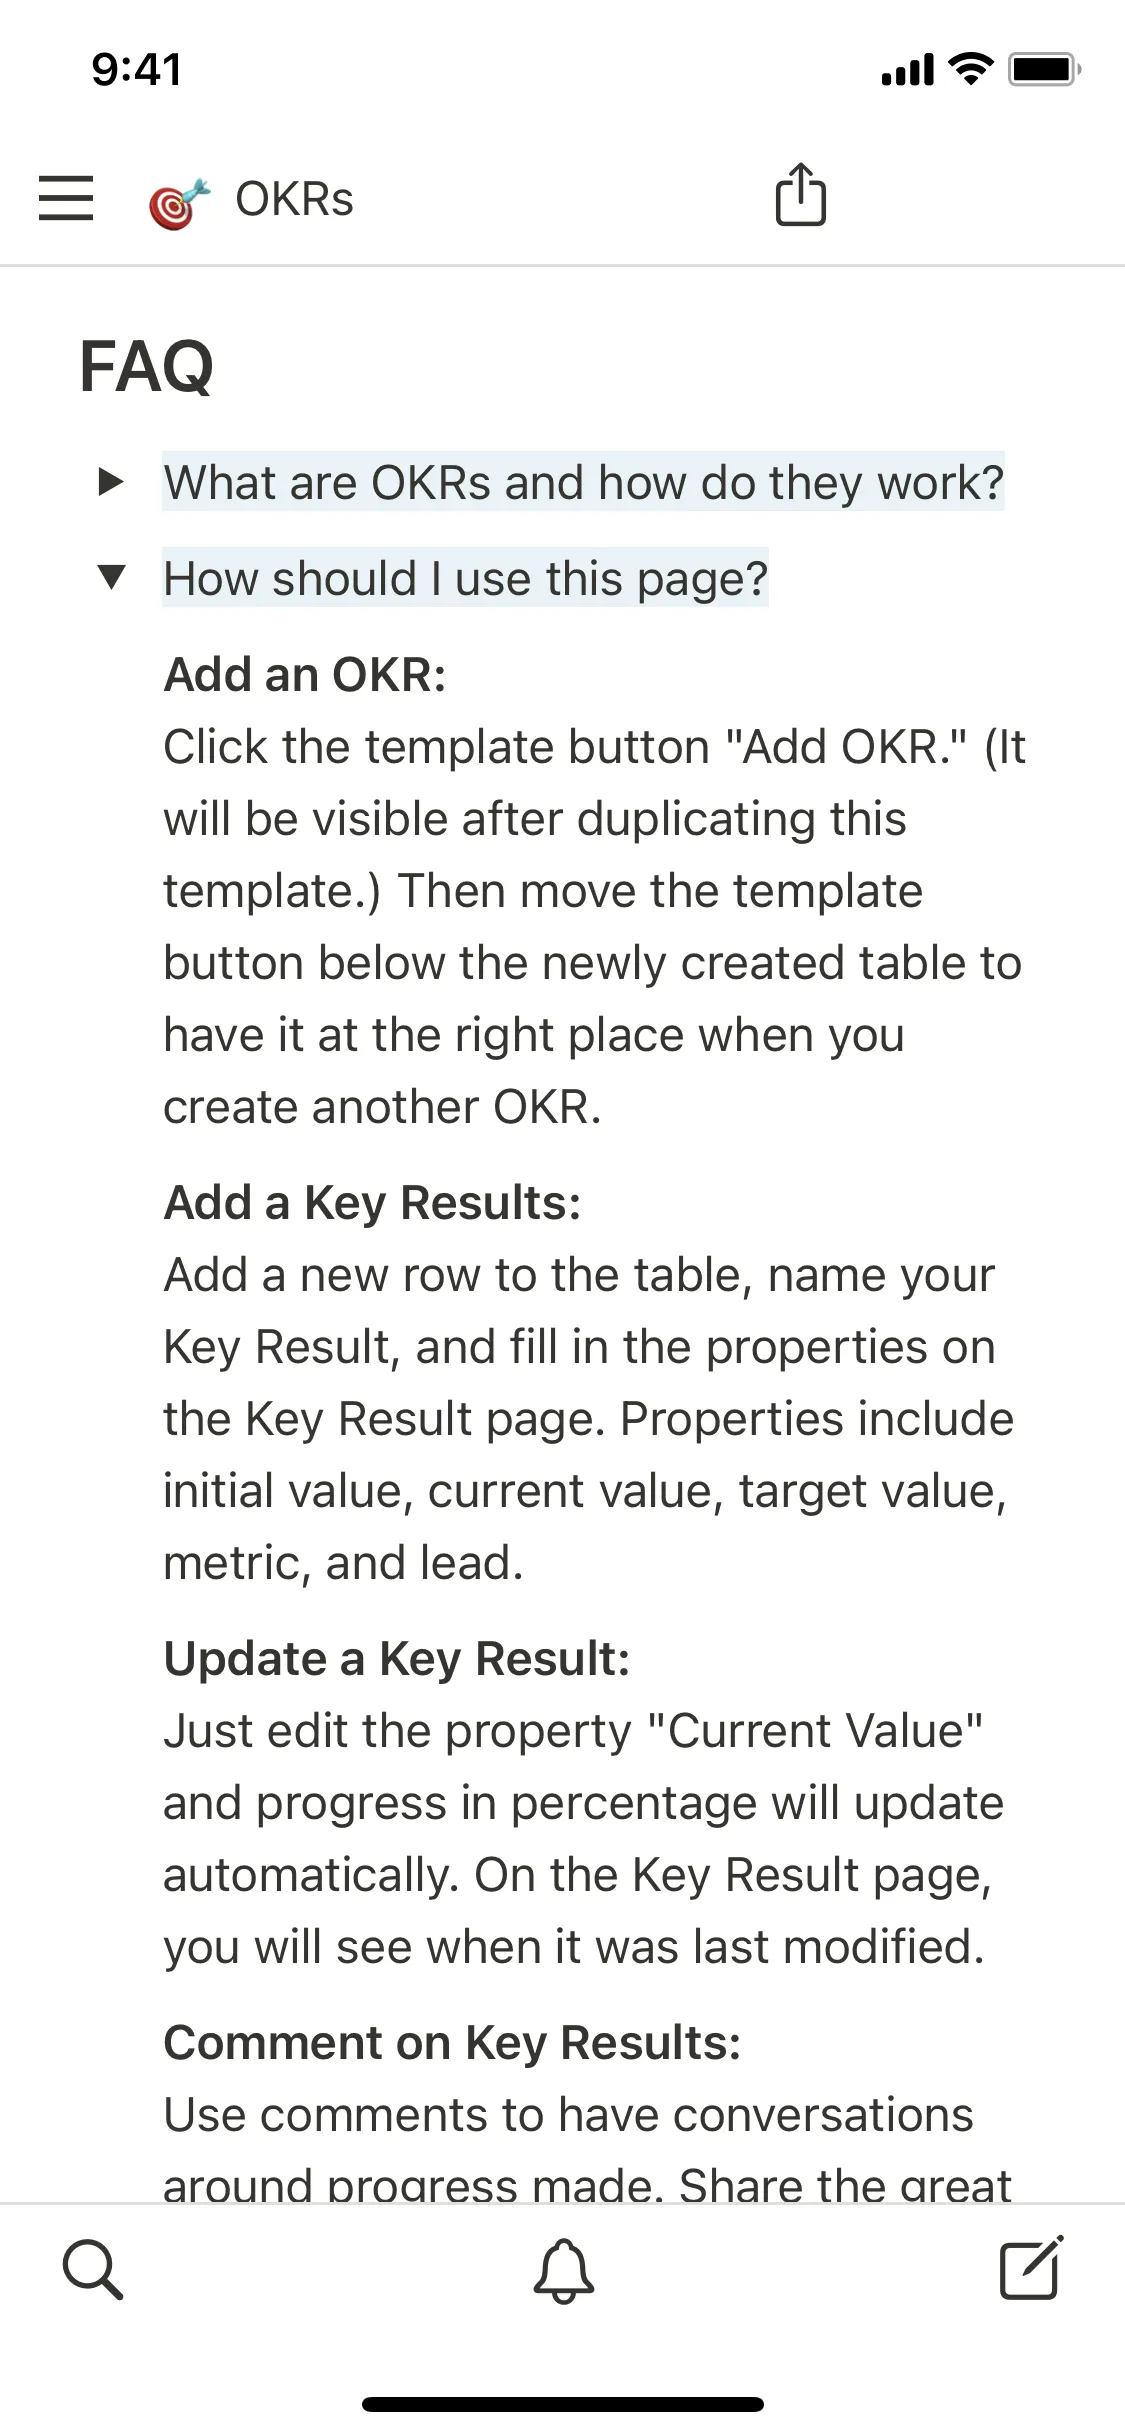 9:41
OKRs
FAQ
What are OKRs and how do they work?
How should I use this page?
Add an OKR:
Click the template button "Add OKR." (It
will be visible after duplicating this
template.) Then move the template
button below the newly created table to
have it at the right place when you
create another OKR.
Add a Key Results:
Add a new row to the table, name your
Key Result, and fill in the properties on
the Key Result page. Properties include
initial value, current value, target value,
metric, and lead.
Update a Key Result:
Just edit the property "Current Value"
and progress in percentage will update
automatically. On the Key Result page,
you will see when it was last modified.
Comment on Key Results:
Use comments to have conversations
around progress made. Share the great